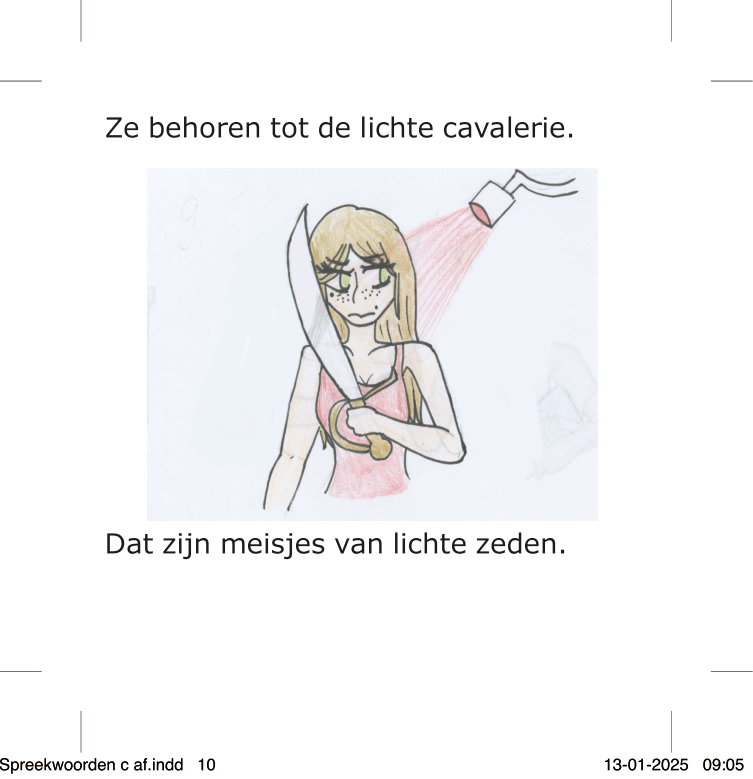 Ze behoren tot de lichte cavalerie.
Dat zijn meisjes van lichte zeden.
Spreekwoorden c af.indd 10 13-01-2025 09:05